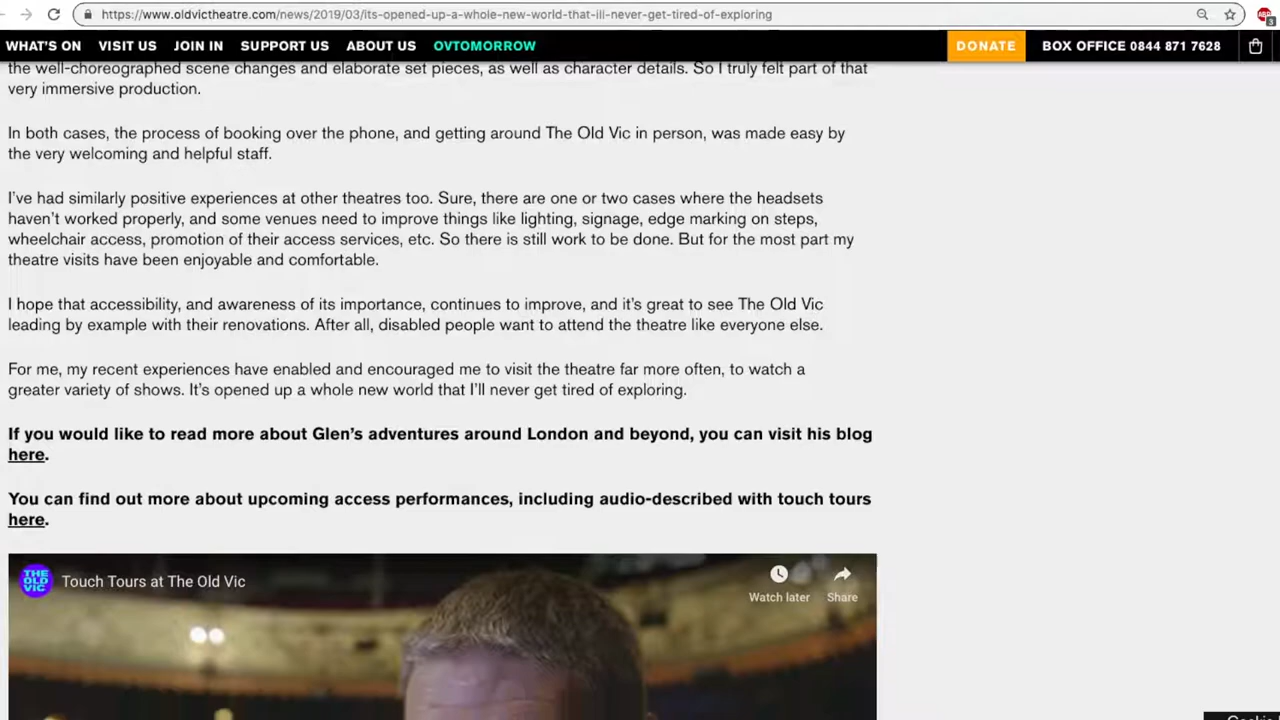 https://www.oldvictheatre.com/news/2019/03/its-opened-up-a-whole-new-world-that-ill-never-get-tired-of-exploring
3
WHAT'S ON VISIT US JOIN IN SUPPORT US ABOUT US OVTOMORROW DONATE BOX OFFICE 0844 871 7628
the well-choreographed scene changes and elaborate set pieces, as well as character details. So I truly felt part of that
very immersive production.
In both cases, the process of booking over the phone, and getting around The Old Vic in person, was made easy by
the very welcoming and helpful staff.
I've had similarly positive experiences at other theatres too. Sure, there are one or two cases where the headsets
haven't worked properly, and some venues need to improve things like lighting, signage, edge marking on steps,
wheelchair access, promotion of their access services, etc. So there is still work to be done. But for the most part my
theatre visits have been enjoyable and comfortable.
I hope that accessibility, and awareness of its importance, continues to improve, and it's great to see The Old Vic
leading by example with their renovations. After all, disabled people want to attend the theatre like everyone else.
For me, my recent experiences have enabled and encouraged me to visit the theatre far more often, to watch a
greater variety of shows. It's opened up a whole new world that I'll never get tired of exploring.
If you would like to read more about Glen's adventures around London and beyond, you can visit his blog
here.
You can find out more about upcoming access performances, including audio-described with touch tours
here.
THE
OLD
VIC
Touch Tours at The Old Vic
Watch later Share